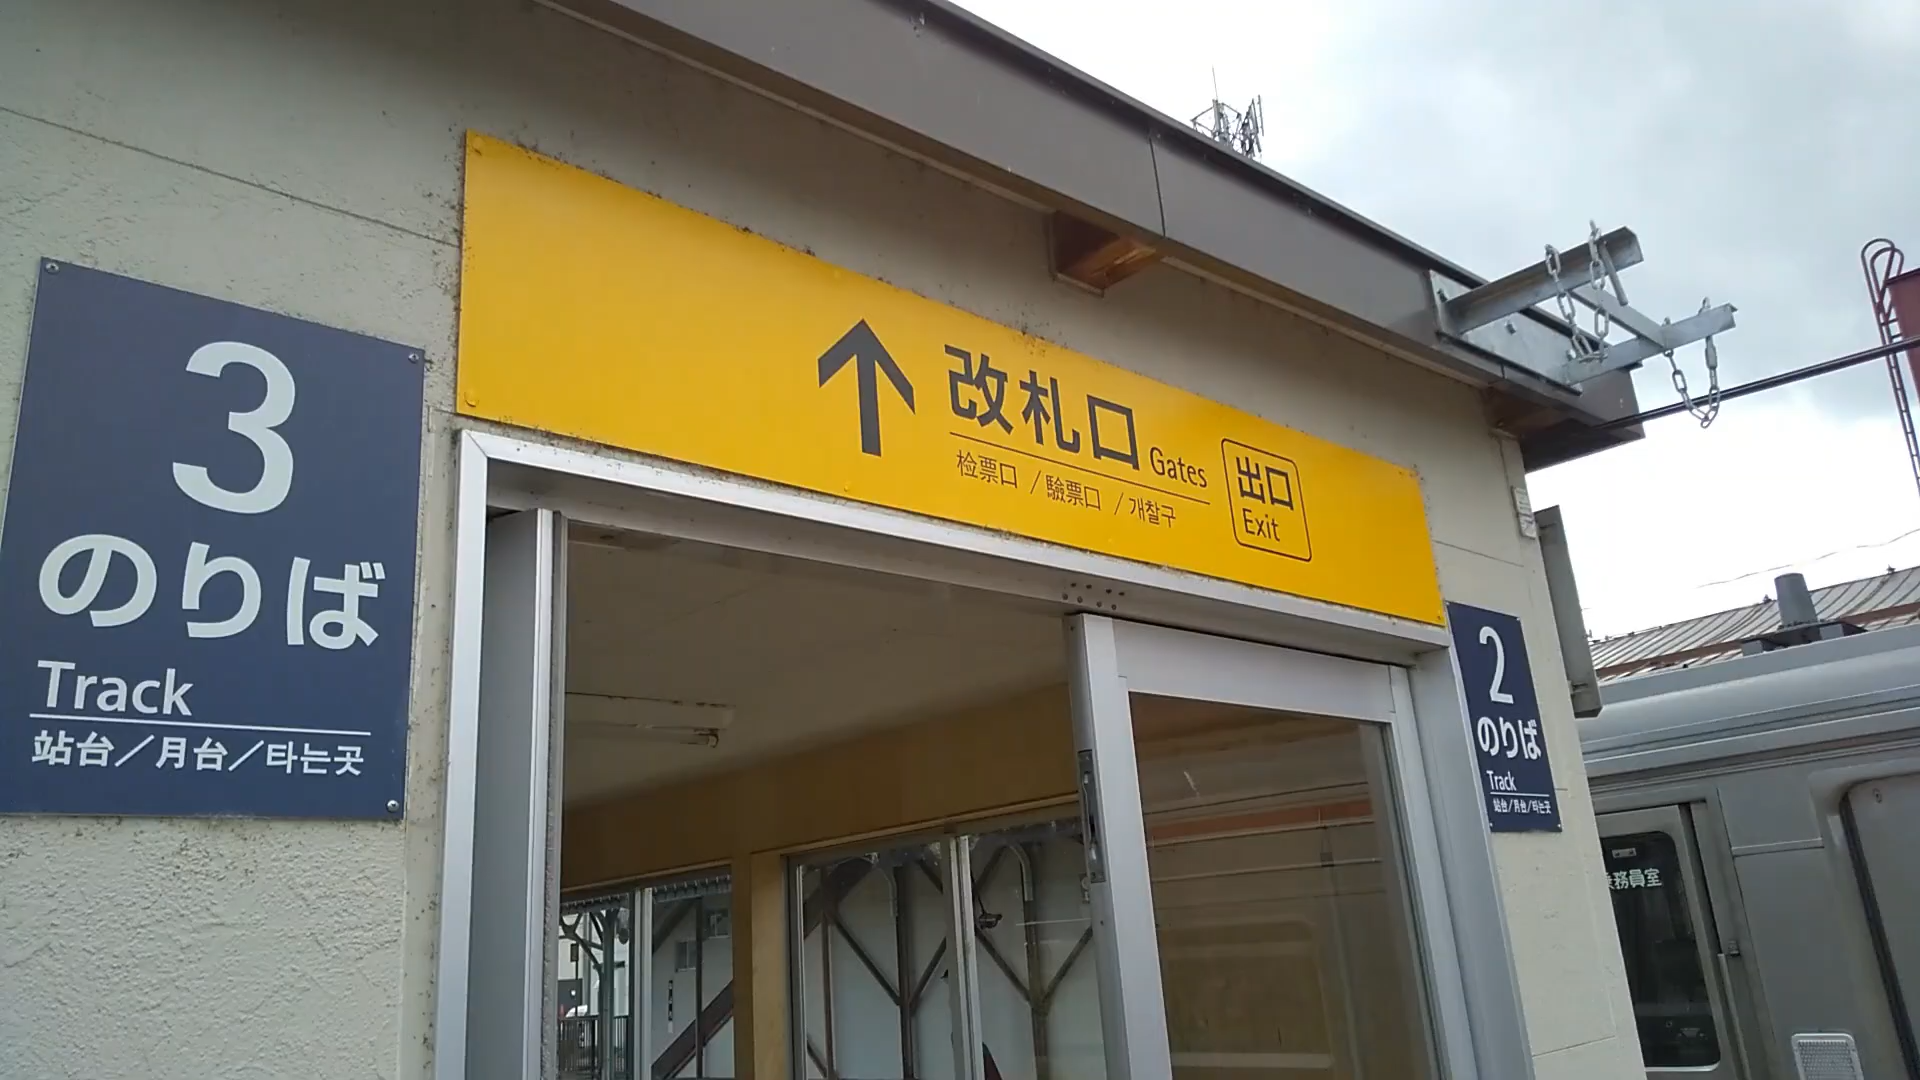 3
のりば
Track
站台／月台／타는곳
↑ 改札口 Gates
检票口 / 驗票口 / 개찰구
出口
Exit
2
のりば
Track
站台／月台／타는곳
務員室